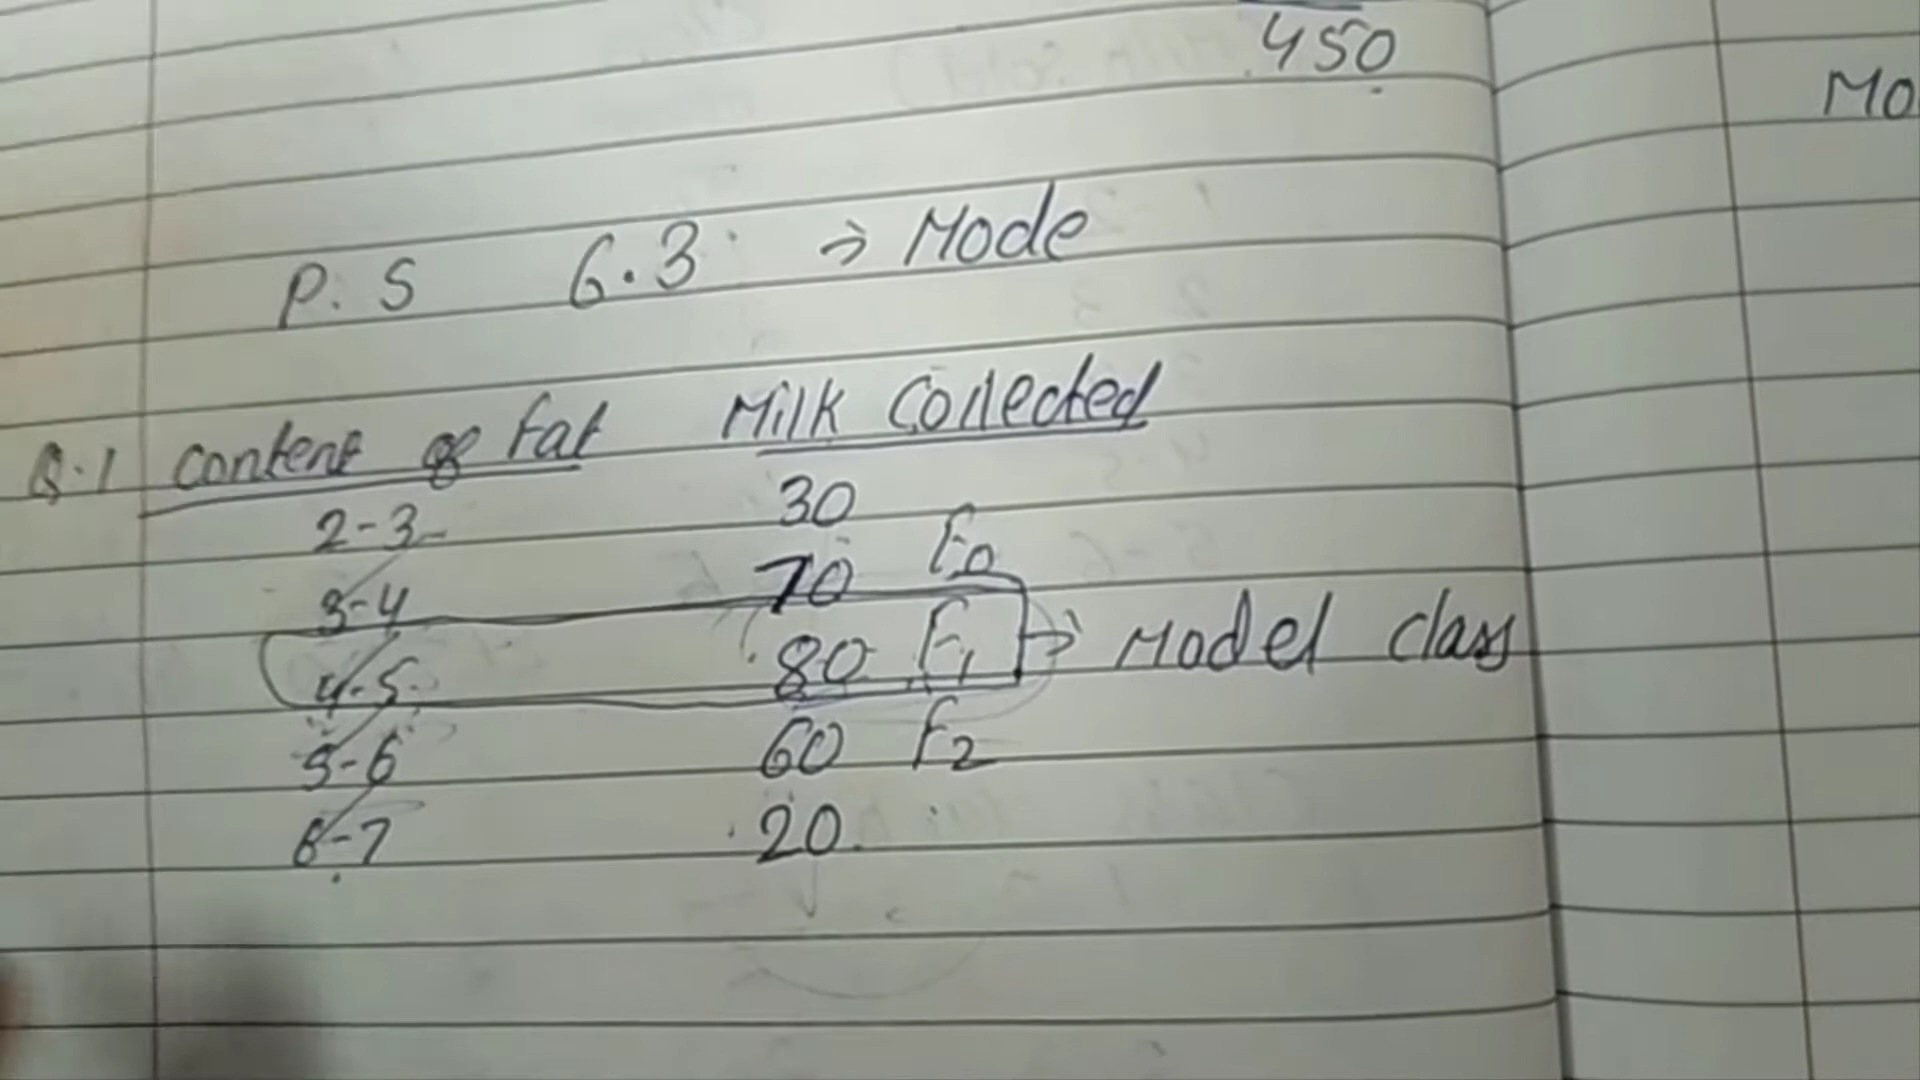 450
Mo
P. S 6.3 → Mode
Q.1 Content of Fat Milk Collected
2-3 30
3-4 70 F0
4-5 80 F1 → Model Class
5-6 60 F2
6-7 20